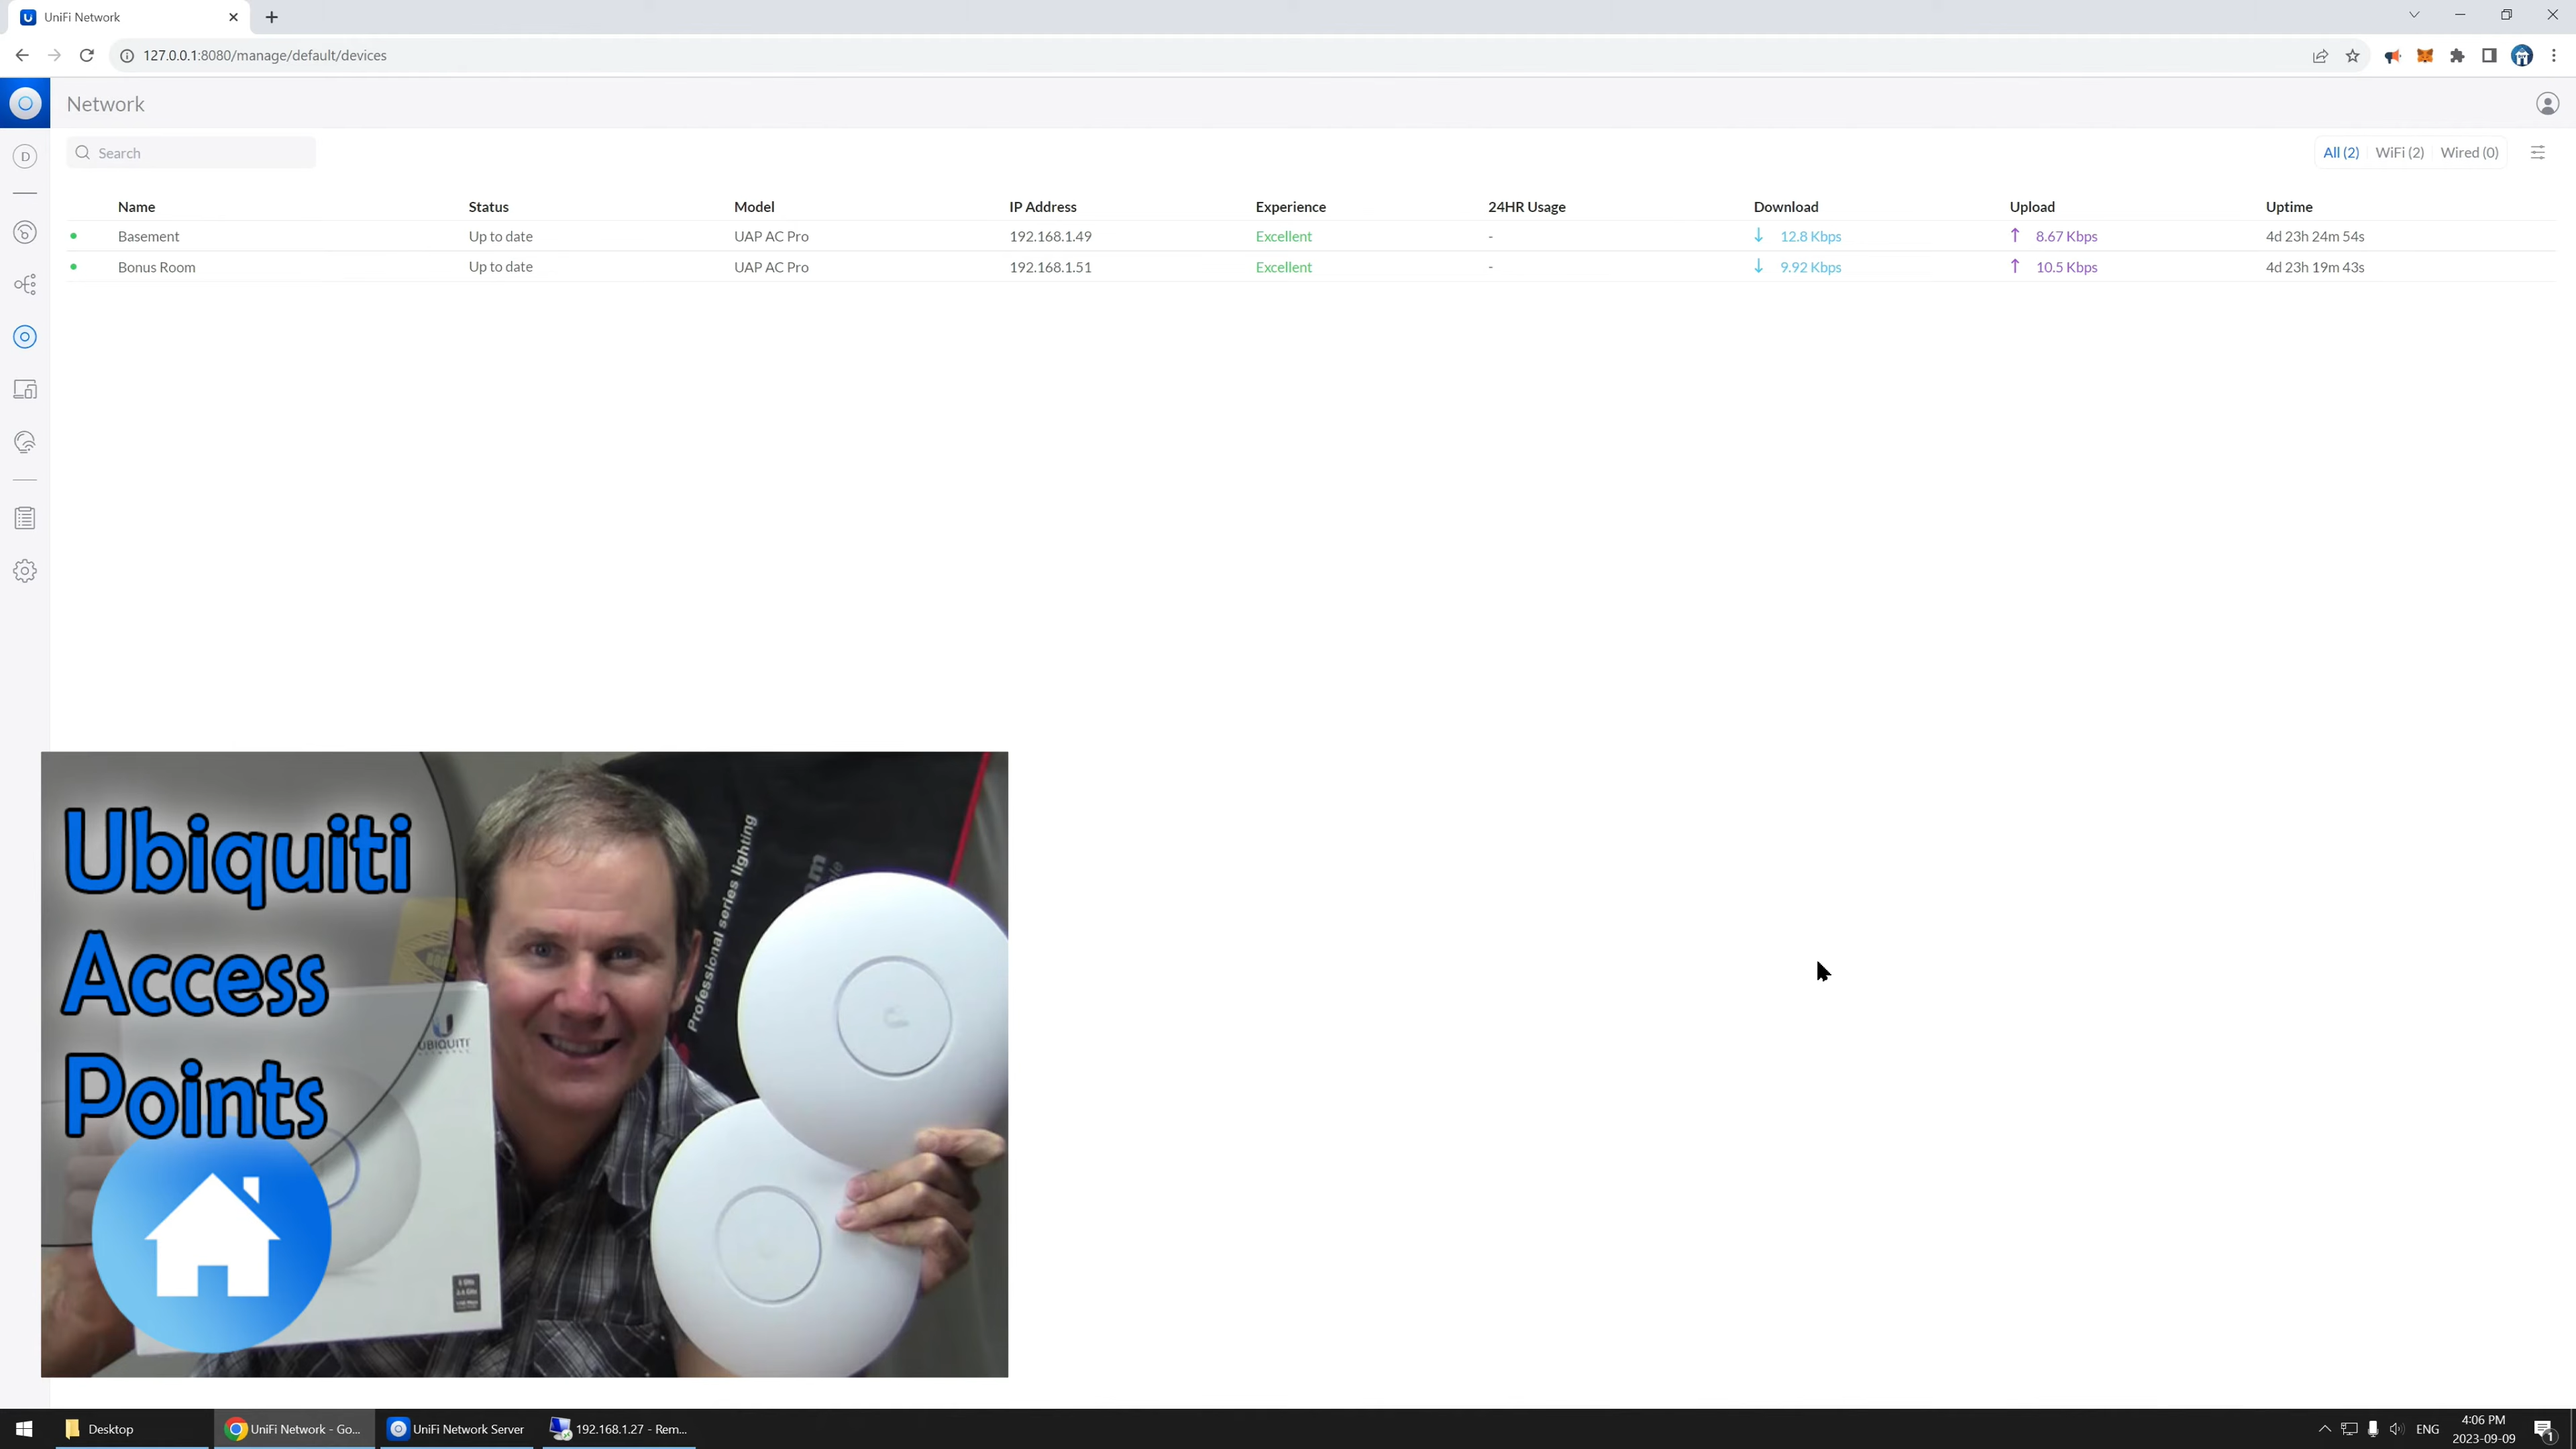 UniFi Network
127.0.0.1:8080/manage/default/devices
Network
D
Search
All (2) WiFi (2) Wired (0)
Name Status Model IP Address Experience 24HR Usage Download Upload Uptime
Basement Up to date UAP AC Pro 192.168.1.49 Excellent - ↓ 12.8 Kbps ↑ 8.67 Kbps 4d 23h 24m 54s
Bonus Room Up to date UAP AC Pro 192.168.1.51 Excellent - ↓ 9.92 Kbps ↑ 10.5 Kbps 4d 23h 19m 43s
Ubiquiti
Access
Points
Professional series lighting
UBIQUITI
Desktop
UniFi Network - Go...
UniFi Network Server
192.168.1.27 - Rem...
ENG
4:06 PM
2023-09-09
1